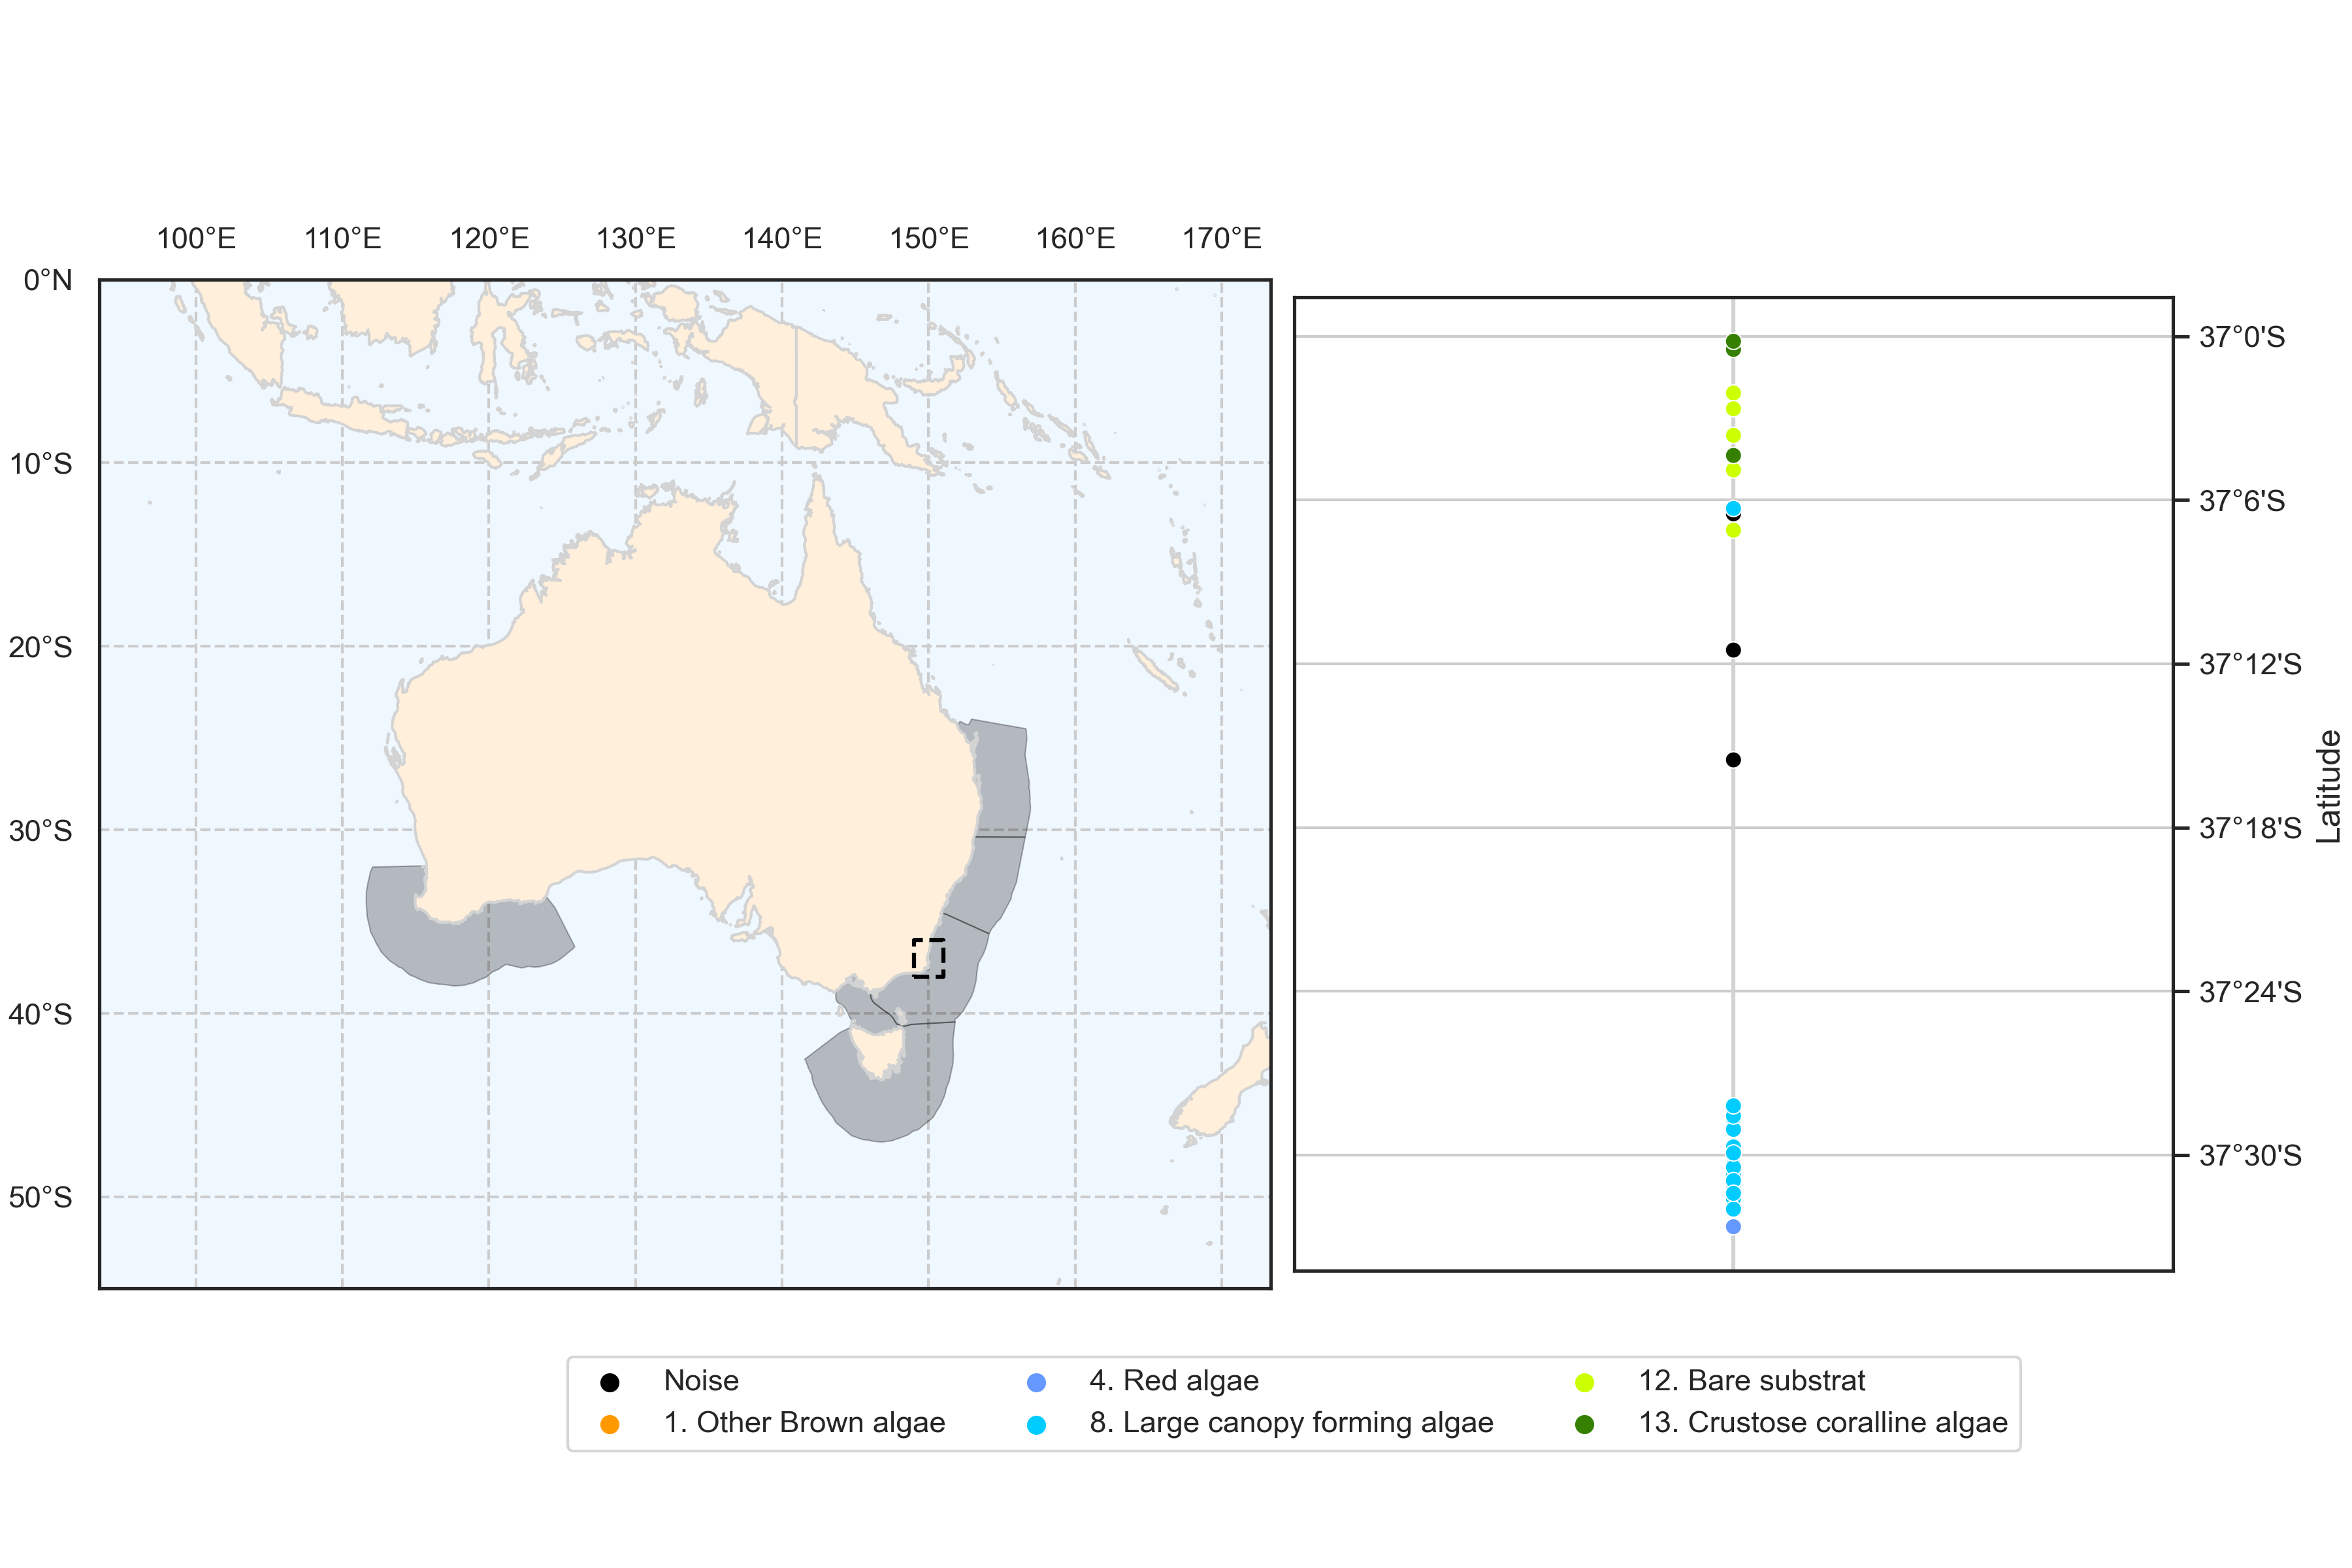 100°E 110°E 120°E 130°E 140°E 150°E 160°E 170°E
0°N
10°S
20°S
30°S
40°S
50°S
37°0'S
37°6'S
37°12'S
37°18'S
37°24'S
37°30'S
Latitude
Noise
1. Other Brown algae
4. Red algae
8. Large canopy forming algae
12. Bare substrat
13. Crustose coralline algae